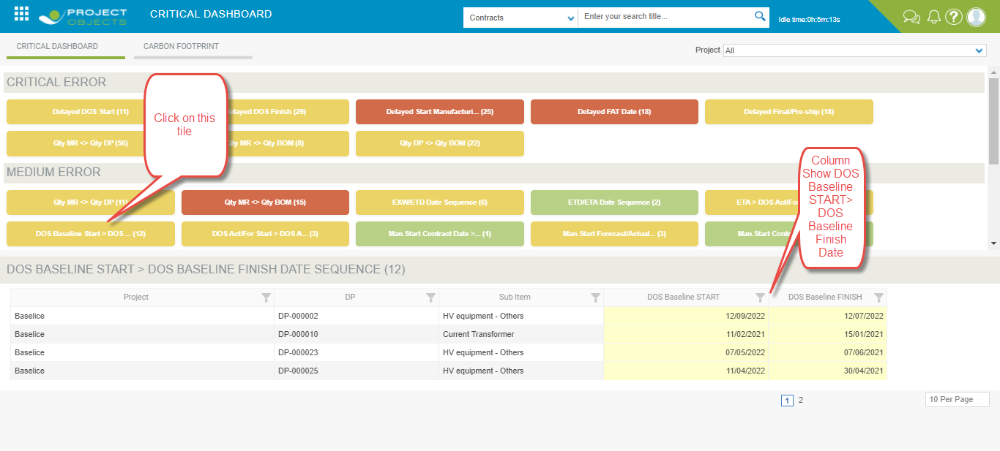 PROJECT
OBJECTS
CRITICAL DASHBOARD
Contracts
Enter your search title...
Idle time:0h:5m:13s
CRITICAL DASHBOARD
CARBON FOOTPRINT
Project
All
CRITICAL ERROR
Delayed DOS Start (11)
elayed DOS Finish (29)
Delayed Start Manufacturi... (25)
Delayed FAT Date (18)
Delayed Final/Pre-ship (18)
Qty MR <> Qty DP (56)
ty MR <> Qty BOM (8)
Qty DP <> Qty BOM (22)
Click on this
tile
MEDIUM ERROR
Qty MR <> Qty DP (11)
Qty MR <> Qty BOM (15)
EXW/ETD Date Sequence (6)
ETD/ETA Date Sequence (2)
ETA > DOS Act/Fo
DOS Baseline Start > DOS ... (12)
DOS Act/For Start > DOS A... (3)
Man.Start Contract Date >... (1)
Man.Start Forecast/Actual... (3)
Man.Start Contr
Column
Show DOS
Baseline
START>
DOS
Baseline
Finish
Date
DOS BASELINE START > DOS BASELINE FINISH DATE SEQUENCE (12)
Project DP Sub Item DOS Baseline START DOS Baseline FINISH
Baselice DP-000002 HV equipment - Others 12/09/2022 12/07/2022
Baselice DP-000010 Current Transformer 11/02/2021 15/01/2021
Baselice DP-000023 HV equipment - Others 07/05/2022 07/06/2021
Baselice DP-000025 HV equipment - Others 11/04/2022 30/04/2021
1 2
10 Per Page